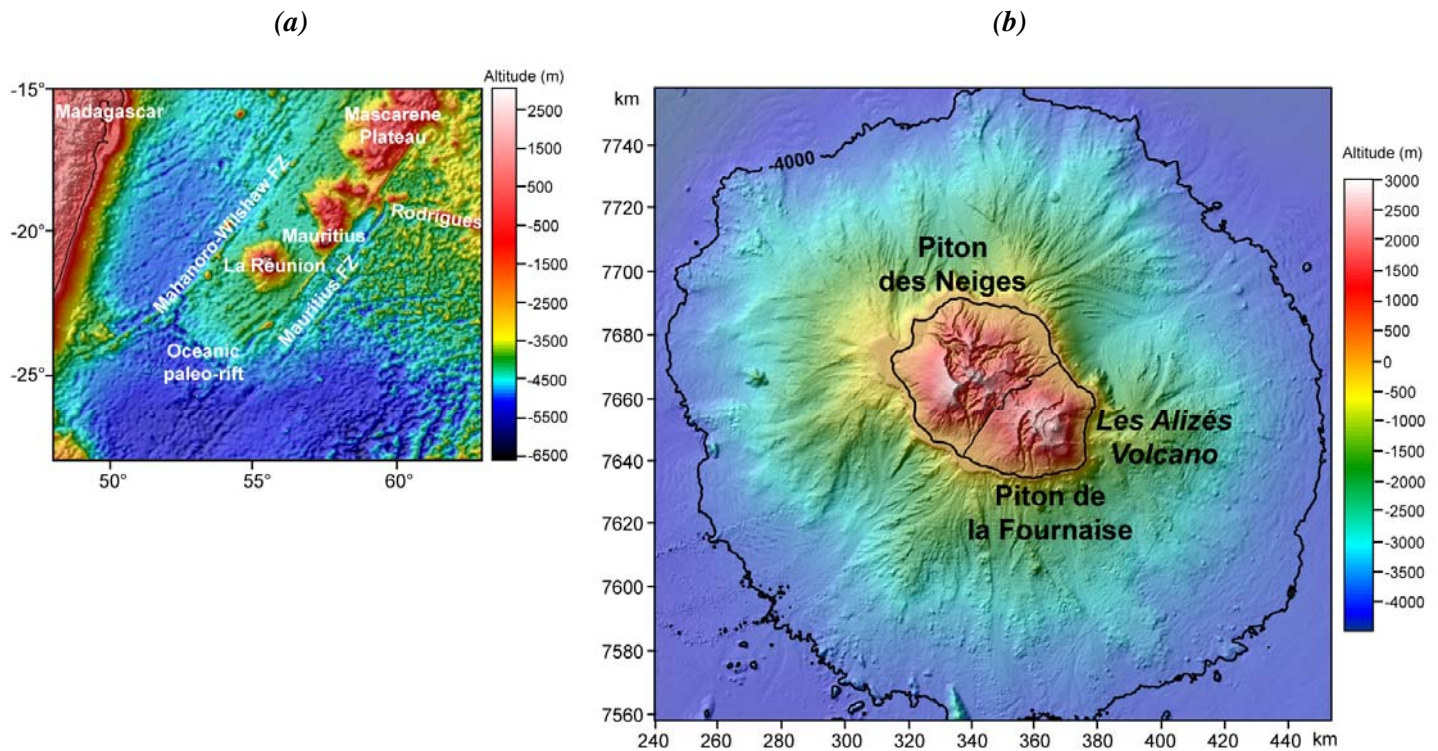 (a)
(b)
Altitude (m)
-15°
-20°
-25°
50°
55°
60°
Madagascar
Mascarene
Plateau
Mahanoro-Wilshaw FZ
Rodrigues
Mauritius
La Réunion
Mauritius FZ
Oceanic
paleo-rift
2500
1500
500
-500
-1500
-2500
-3500
-4500
-5500
-6500
km
7740
7720
7700
7680
7660
7640
7620
7600
7580
7560
240
260
280
300
320
340
360
380
400
420
440
km
-4000
Piton
des Neiges
Les Alizés
Volcano
Piton de
la Fournaise
Altitude (m)
3000
2500
2000
1500
1000
500
0
-500
-1000
-1500
-2000
-2500
-3000
-3500
-4000